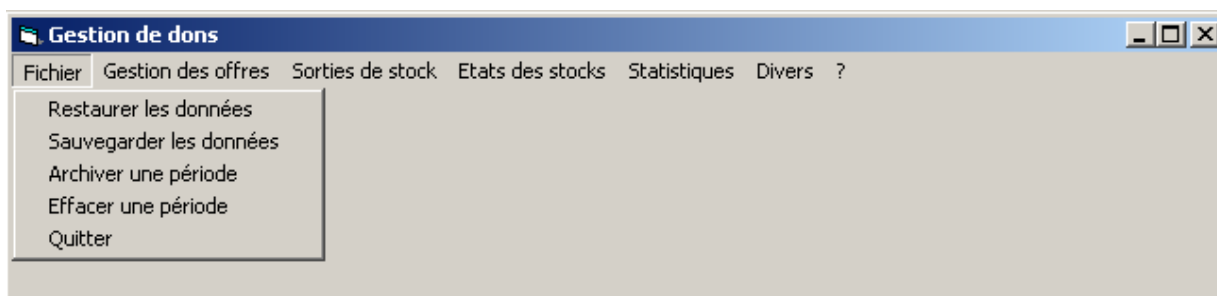 Gestion de dons
Fichier Gestion des offres Sorties de stock Etats des stocks Statistiques Divers ?
Restaurer les données
Sauvegarder les données
Archiver une période
Effacer une période
Quitter